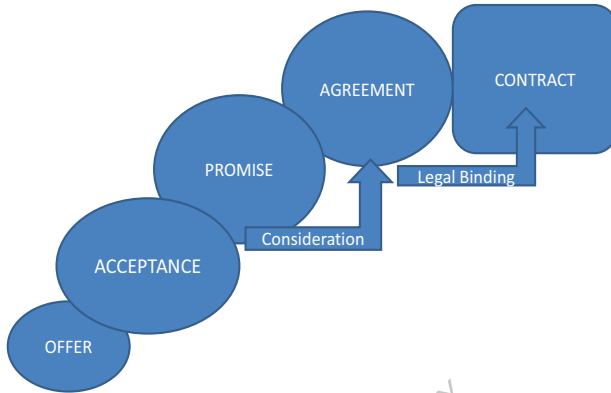 AGREEMENT
CONTRACT
PROMISE
Legal Binding
Consideration
ACCEPTANCE
OFFER